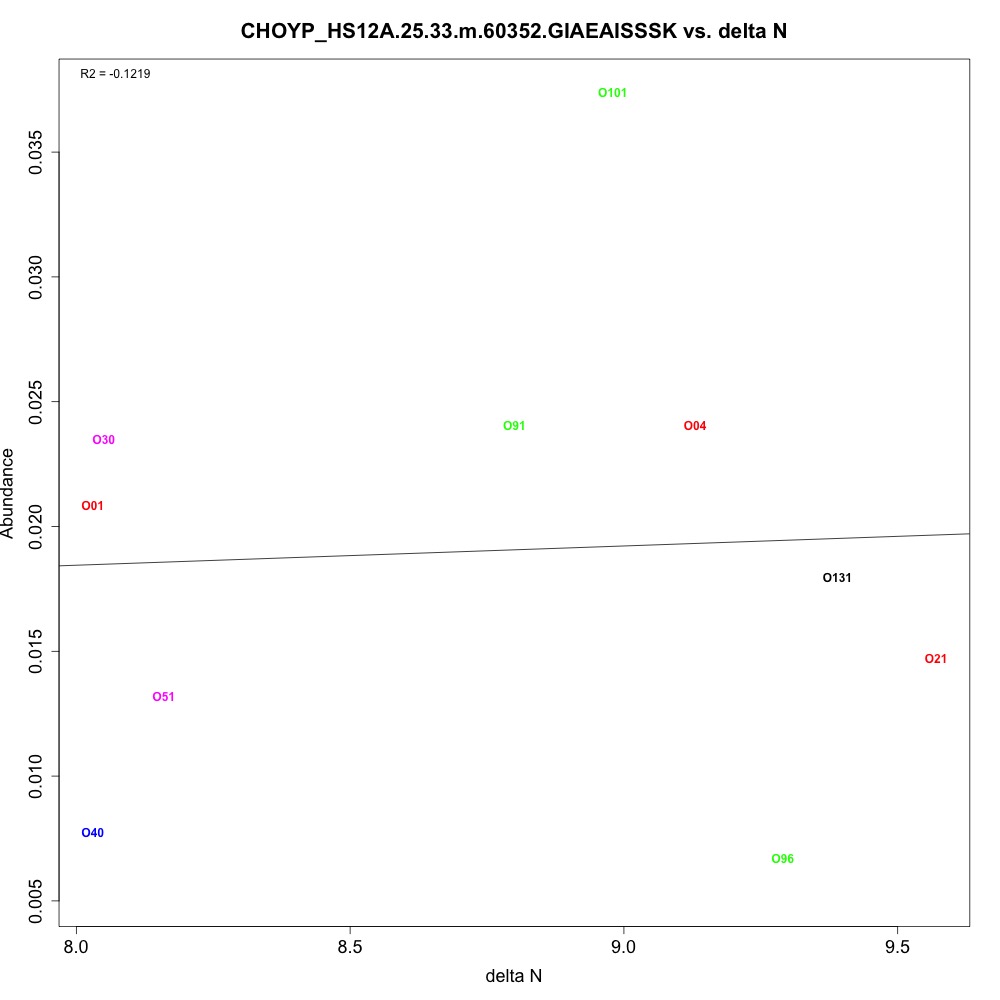 CHOYP_HS12A.25.33.m.60352.GIAEAISSSK vs. delta N
R2 = -0.1219
O101
0.035
0.030
0.025
O91
O04
O30
O01
0.020
O131
0.015
O21
O51
0.010
O40
O96
0.005
Abundance
8.0
8.5
9.0
9.5
delta N